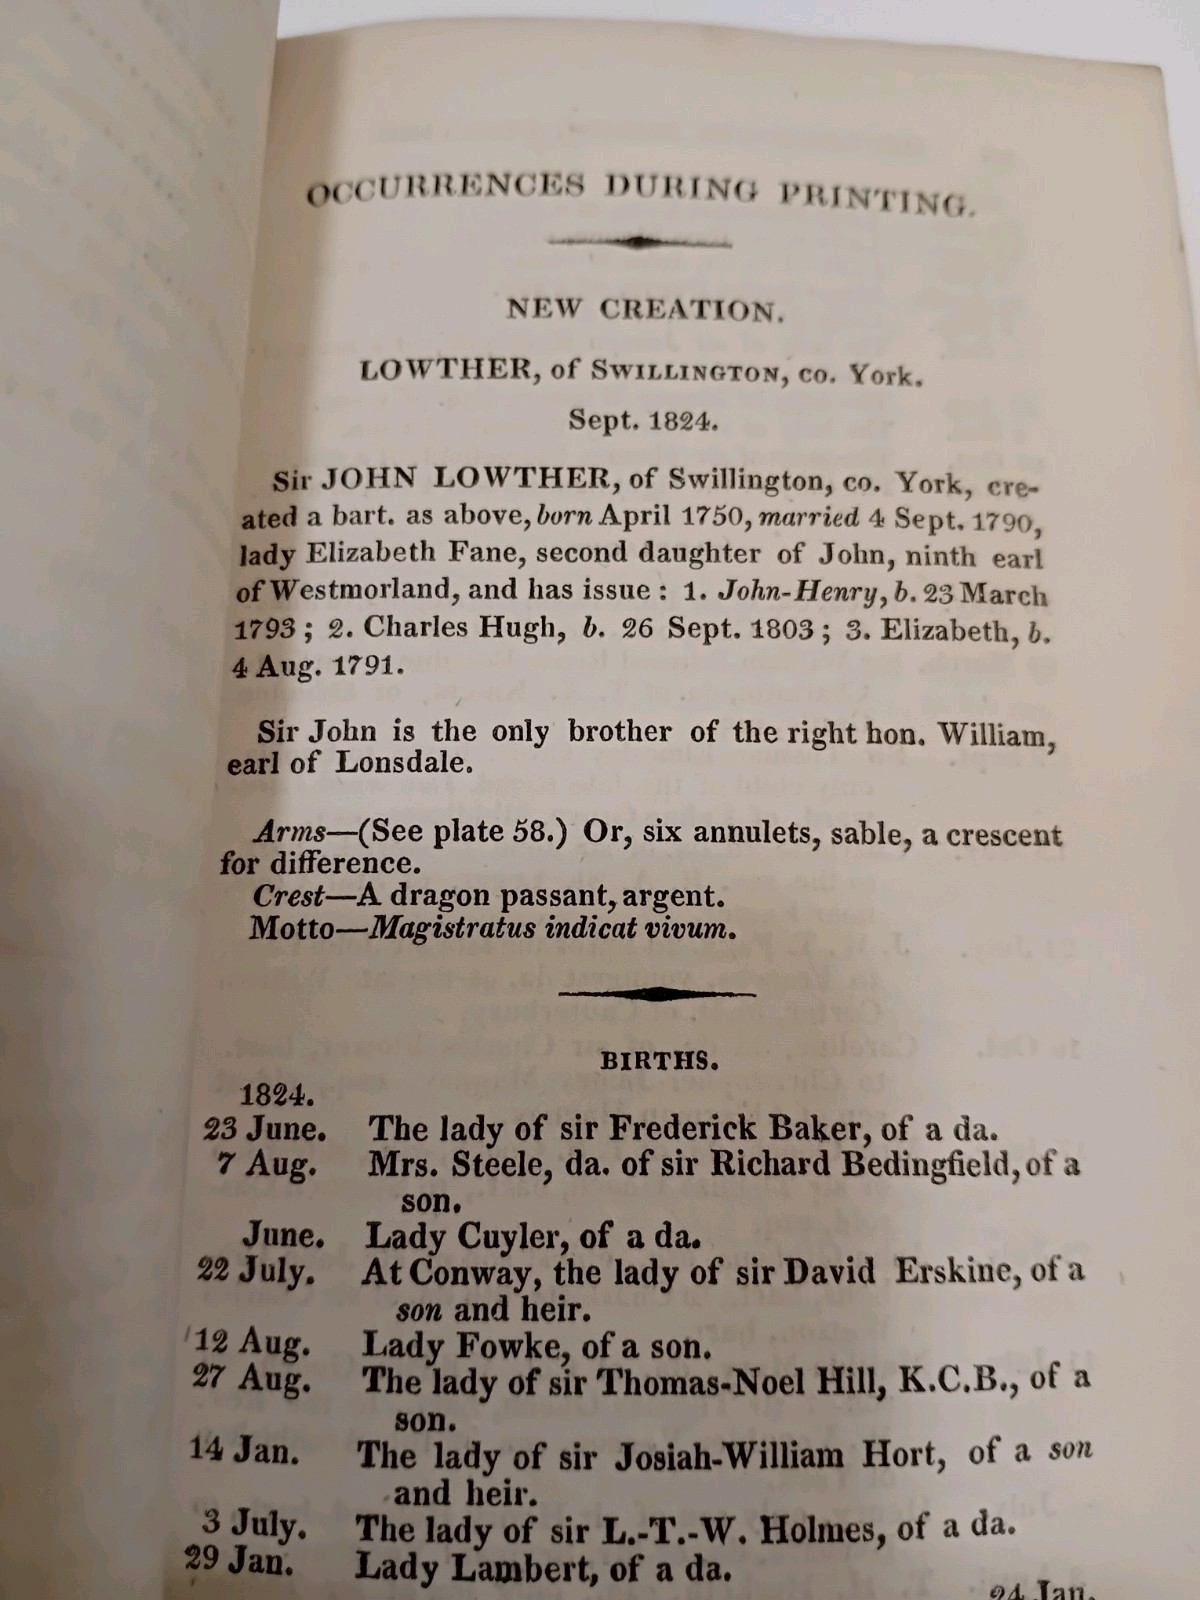 OCCURRENCES DURING PRINTING.
NEW CREATION.
LOWTHER, of SWILLINGTON, co. York.
Sept. 1824.
Sir JOHN LOWTHER, of Swillington, co. York, cre-
ated a bart. as above, born April 1750, married 4 Sept. 1790,
lady Elizabeth Fane, second daughter of John, ninth earl
of Westmorland, and has issue : 1. John-Henry, b. 23 March
1793 ; 2. Charles Hugh, b. 26 Sept. 1803 ; 3. Elizabeth, b.
4 Aug. 1791.
Sir John is the only brother of the right hon. William,
earl of Lonsdale.
Arms—(See plate 58.) Or, six annulets, sable, a crescent
for difference.
Crest—A dragon passant, argent.
Motto—Magistratus indicat vivum.
BIRTHS.
1824.
23 June. The lady of sir Frederick Baker, of a da.
7 Aug. Mrs. Steele, da. of sir Richard Bedingfield, of a
son.
June. Lady Cuyler, of a da.
22 July. At Conway, the lady of sir David Erskine, of a
son and heir.
12 Aug. Lady Fowke, of a son.
27 Aug. The lady of sir Thomas-Noel Hill, K.C.B., of a
son.
14 Jan. The lady of sir Josiah-William Hort, of a son
and heir.
3 July. The lady of sir L.-T.-W. Holmes, of a da.
29 Jan. Lady Lambert, of a da.
24 Jan.